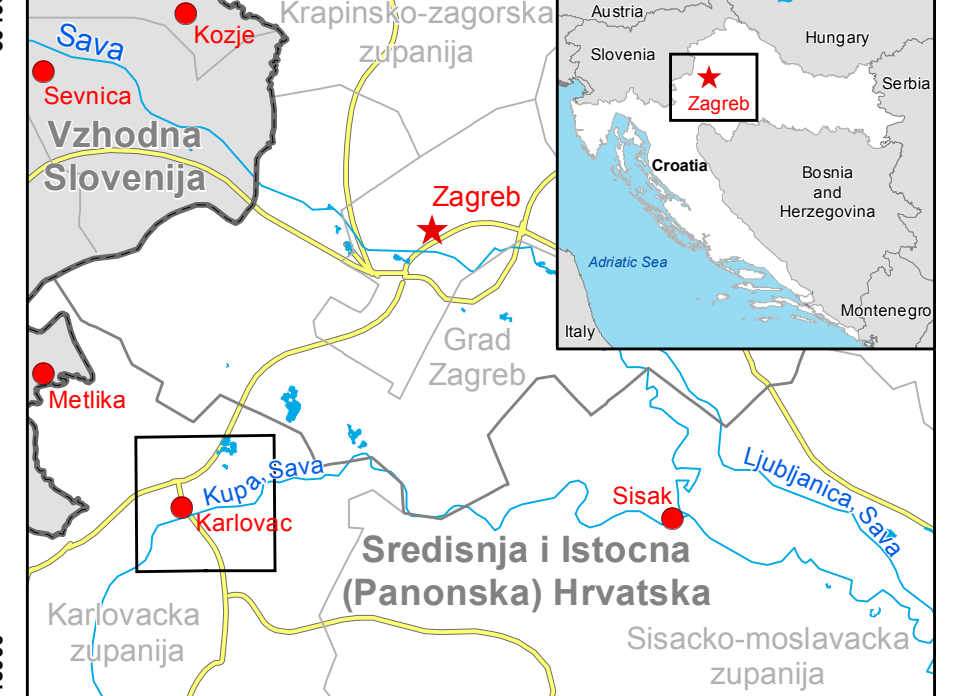 Krapinsko-zagorska
zupanija
Kozje
Sava
Sevnica
Vzhodna
Slovenija
Zagreb
Austria
Hungary
Slovenia
Serbia
Zagreb
Croatia
Bosnia
and
Herzegovina
Adriatic Sea
Montenegro
Italy
Grad
Zagreb
Metlika
Kupa, Sava
Karlovac
Sisak
Ljubljanica, Sava
Sredisnja i Istocna
(Panonska) Hrvatska
Karlovacka
zupanija
Sisacko-moslavacka
zupanija